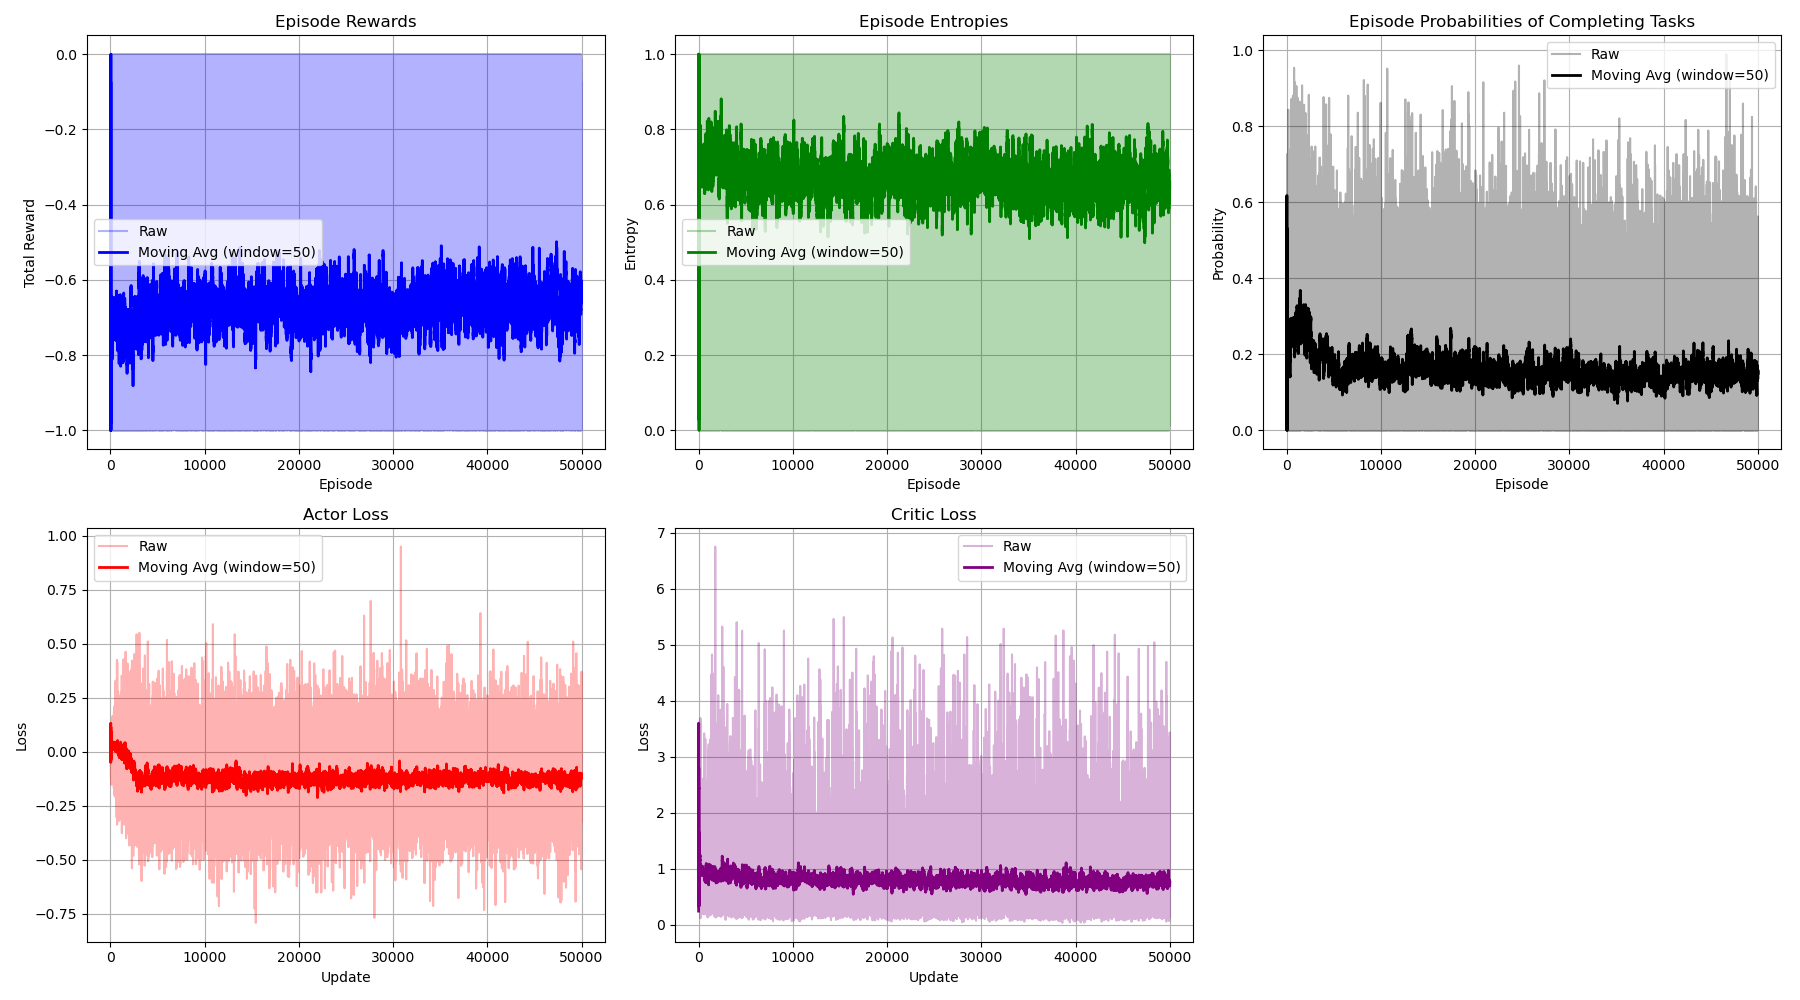 Episode Rewards
Total Reward
0.0
−0.2
−0.4
−0.6
−0.8
−1.0
Raw
Moving Avg (window=50)
0 10000 20000 30000 40000 50000
Episode
Episode Entropies
Entropy
1.0
0.8
0.6
0.4
0.2
0.0
Raw
Moving Avg (window=50)
0 10000 20000 30000 40000 50000
Episode
Episode Probabilities of Completing Tasks
Probability
1.0
0.8
0.6
0.4
0.2
0.0
Raw
Moving Avg (window=50)
0 10000 20000 30000 40000 50000
Episode
Actor Loss
Loss
1.00
0.75
0.50
0.25
0.00
−0.25
−0.50
−0.75
Raw
Moving Avg (window=50)
0 10000 20000 30000 40000 50000
Update
Critic Loss
Loss
7
6
5
4
3
2
1
0
Raw
Moving Avg (window=50)
0 10000 20000 30000 40000 50000
Update